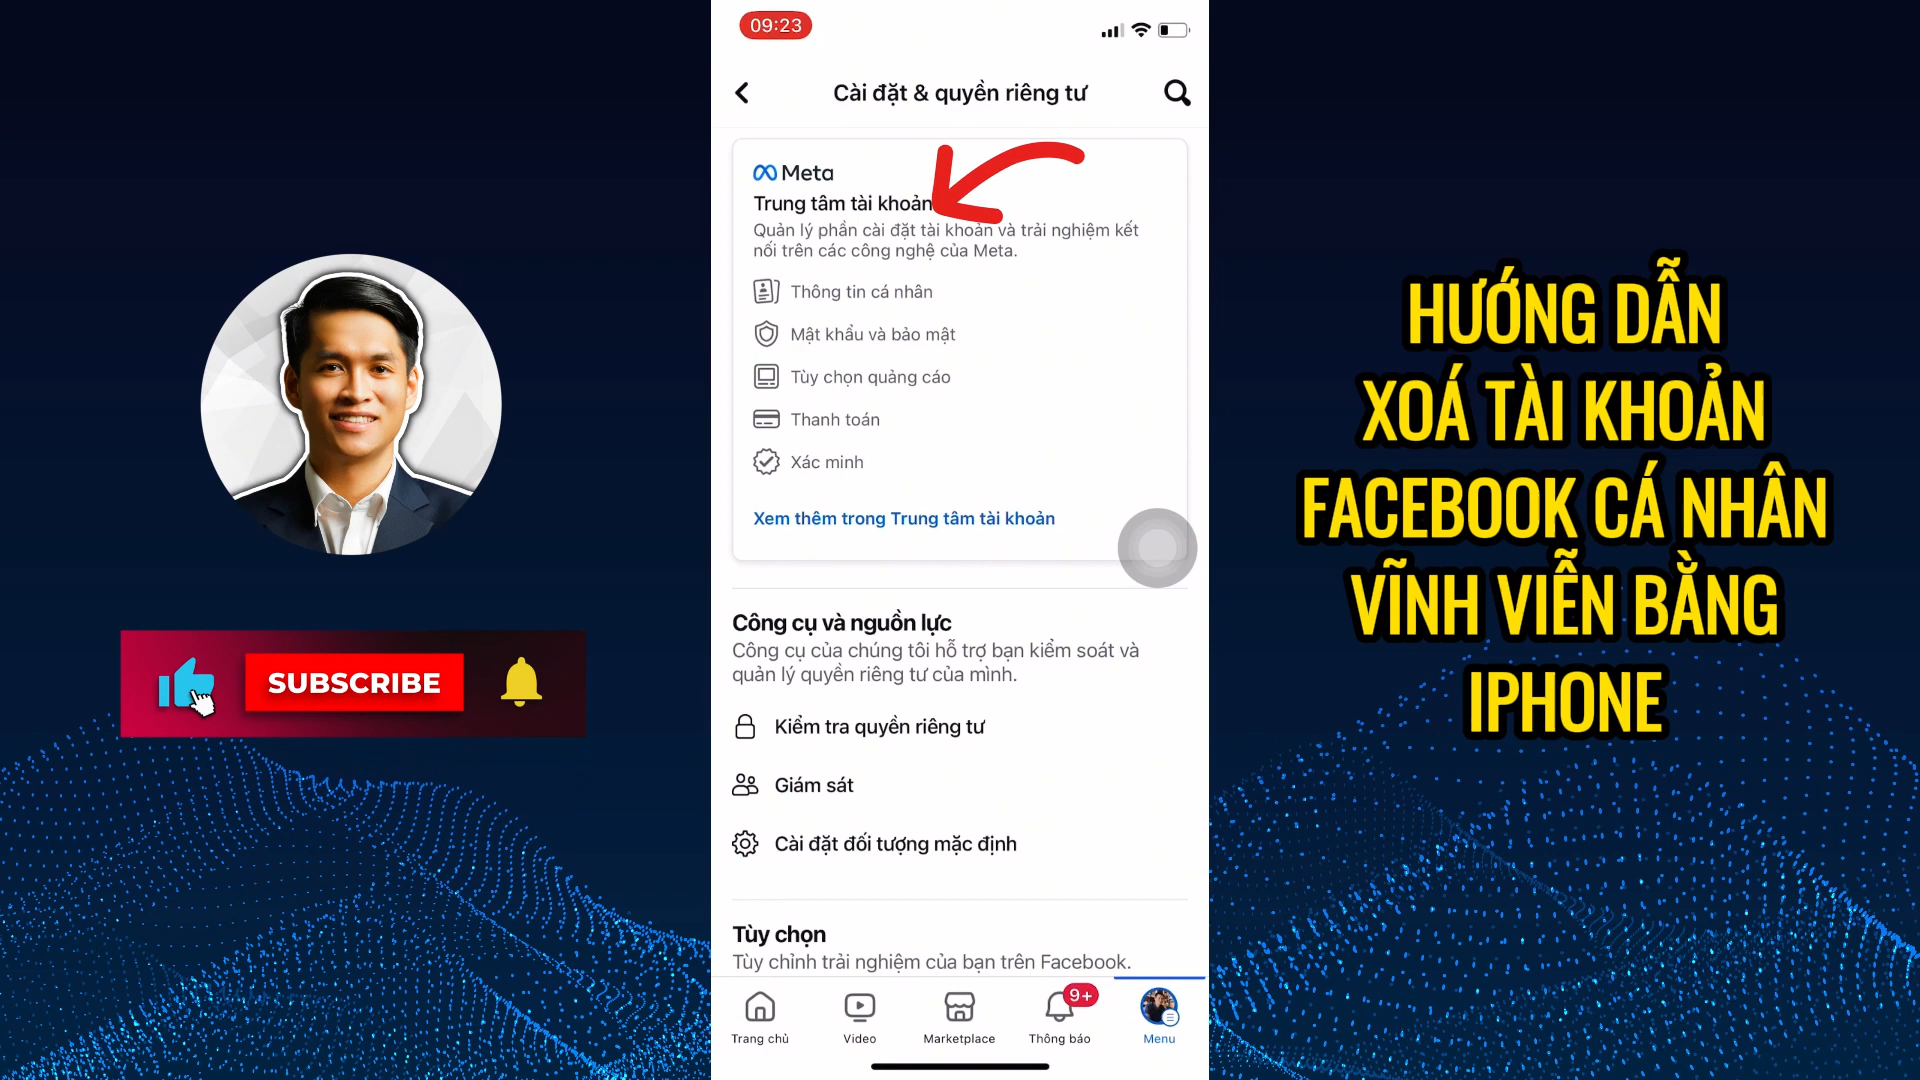 09:23
Cài đặt & quyền riêng tư
Meta
Trung tâm tài khoản
Quản lý phần cài đặt tài khoản và trải nghiệm kết
nối trên các công nghệ của Meta.
Thông tin cá nhân
Mật khẩu và bảo mật
Tùy chọn quảng cáo
Thanh toán
Xác minh
Xem thêm trong Trung tâm tài khoản
Công cụ và nguồn lực
Công cụ của chúng tôi hỗ trợ bạn kiểm soát và
quản lý quyền riêng tư của mình.
Kiểm tra quyền riêng tư
Giám sát
Cài đặt đối tượng mặc định
Tùy chọn
Tùy chỉnh trải nghiệm của bạn trên Facebook.
9+
Trang chủ
Video
Marketplace
Thông báo
Menu
SUBSCRIBE
HƯỚNG DẪN
XOÁ TÀI KHOẢN
FACEBOOK CÁ NHÂN
VĨNH VIỄN BẰNG
IPHONE